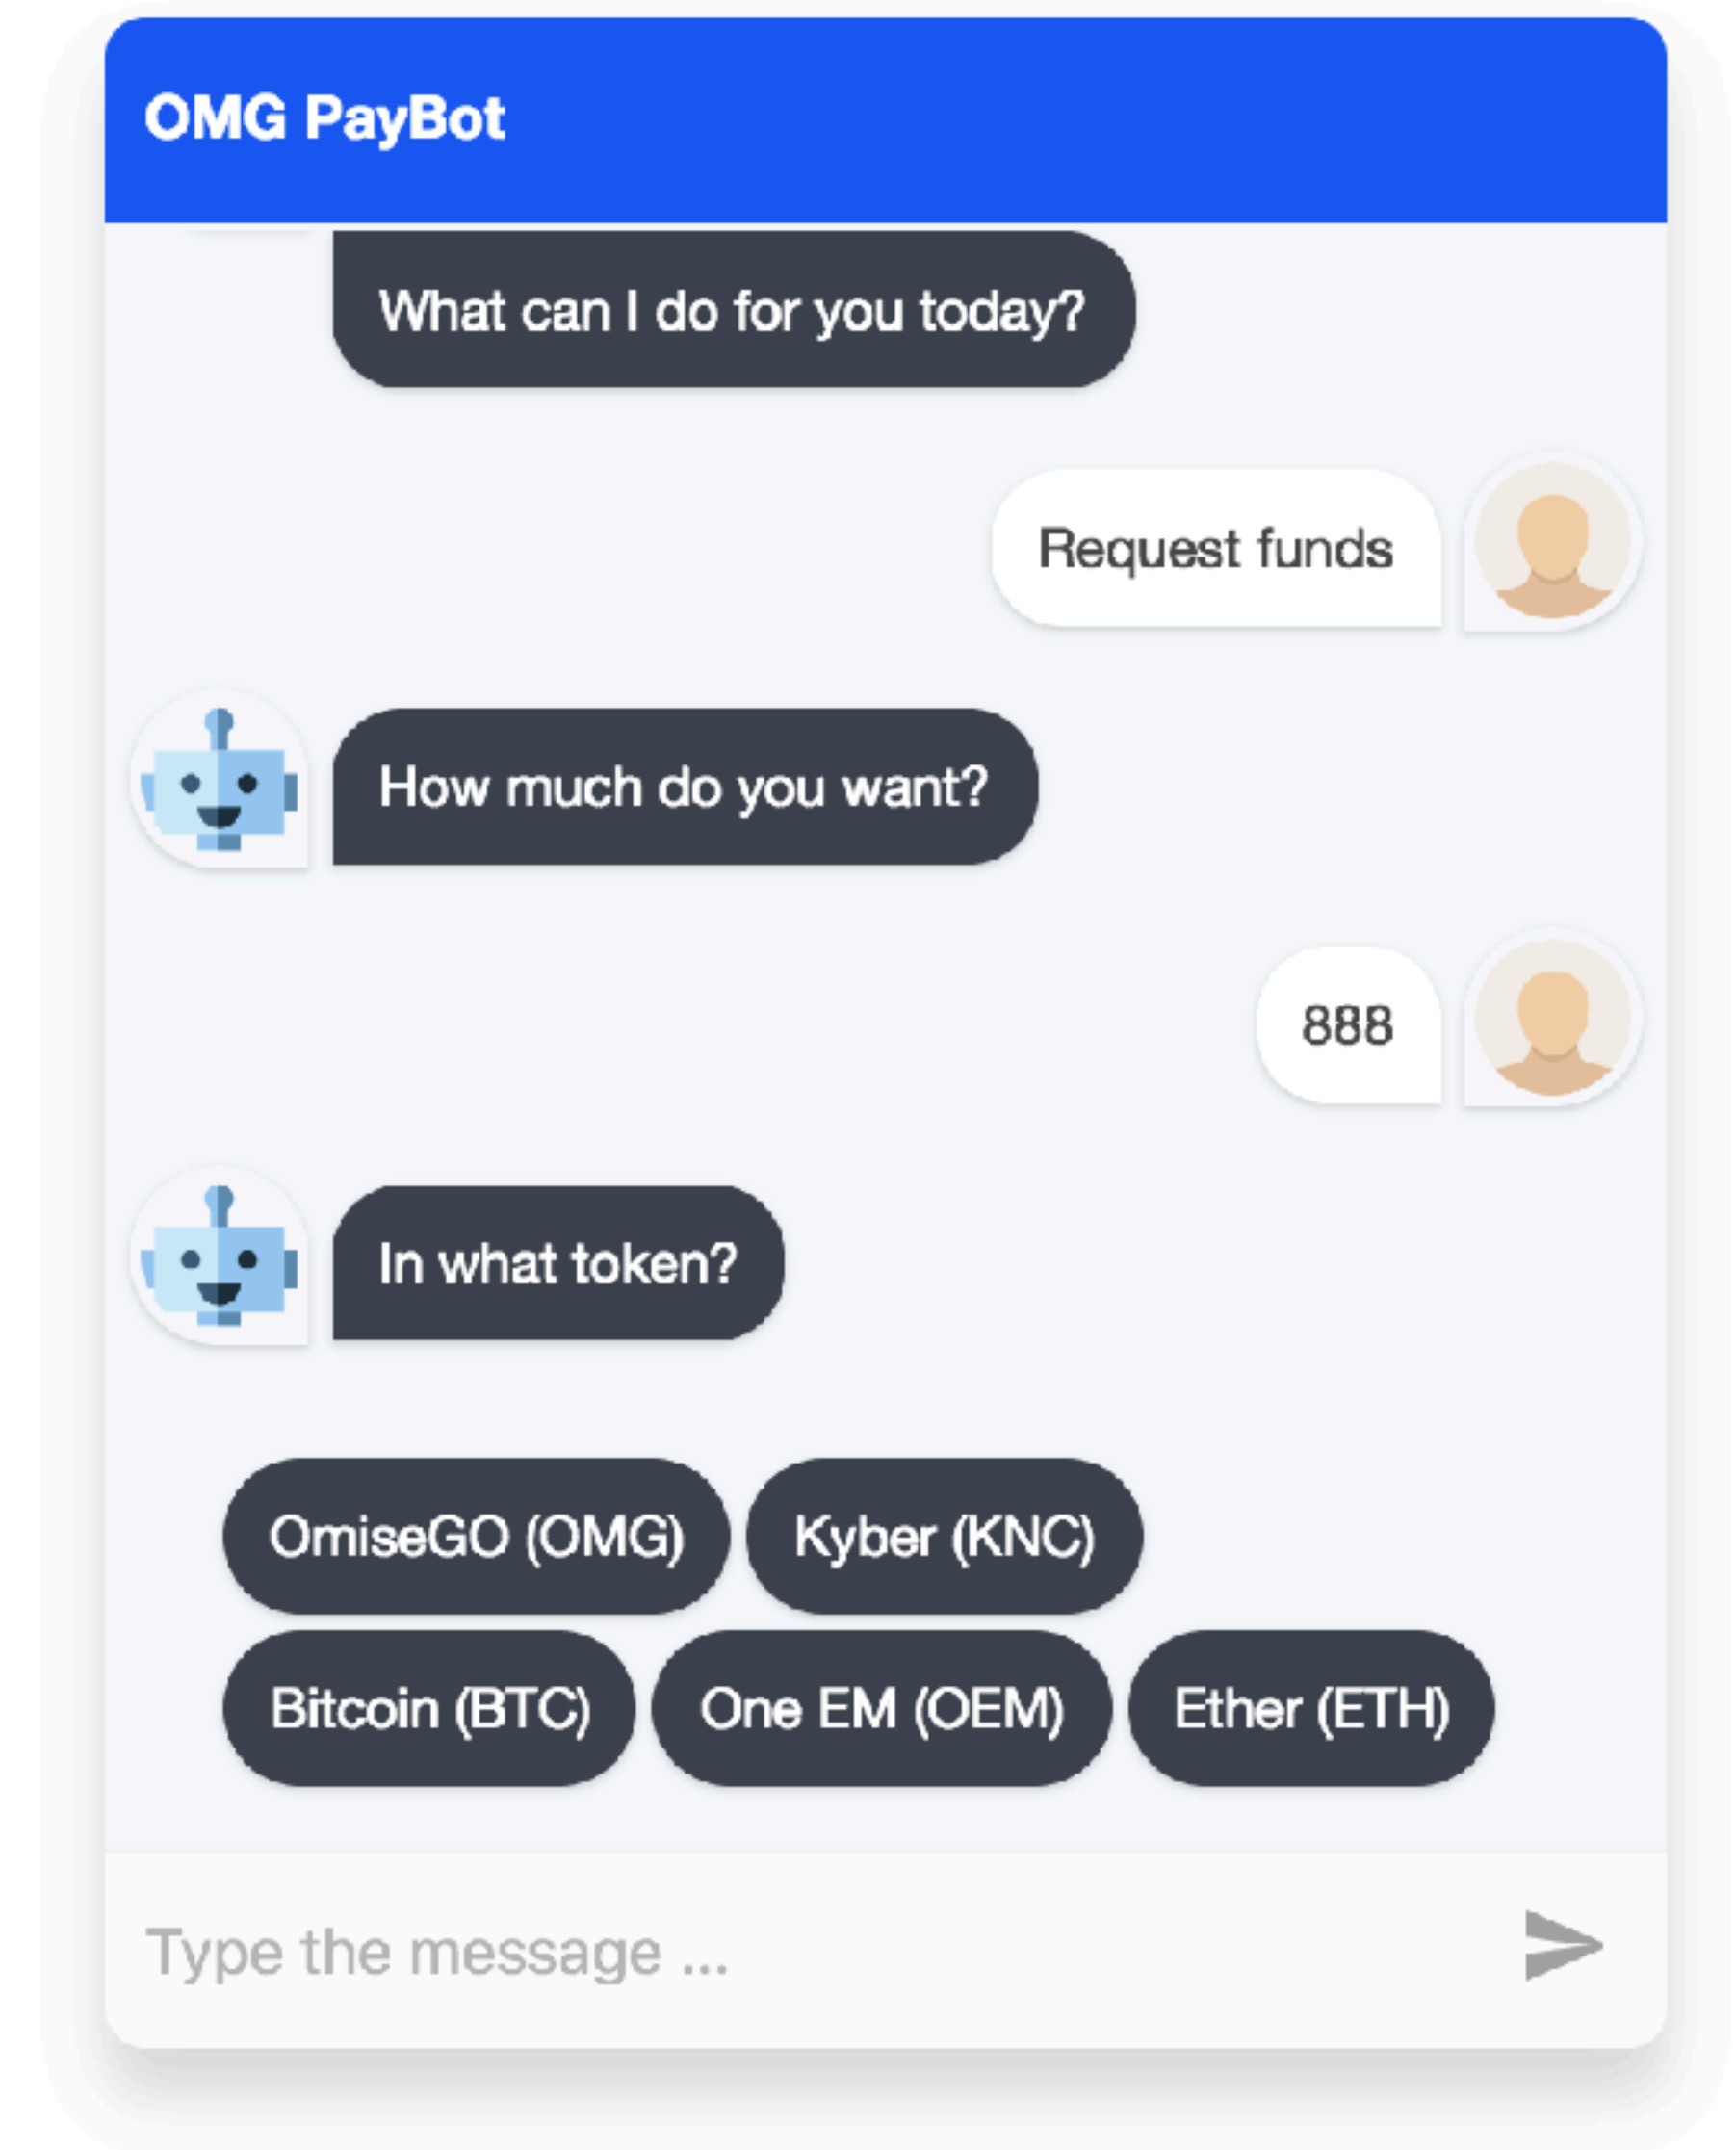 OMG PayBot
What can I do for you today?
Request funds
How much do you want?
888
In what token?
OmiseGO (OMG) Kyber (KNC)
Bitcoin (BTC) One EM (OEM) Ether (ETH)
Type the message ...